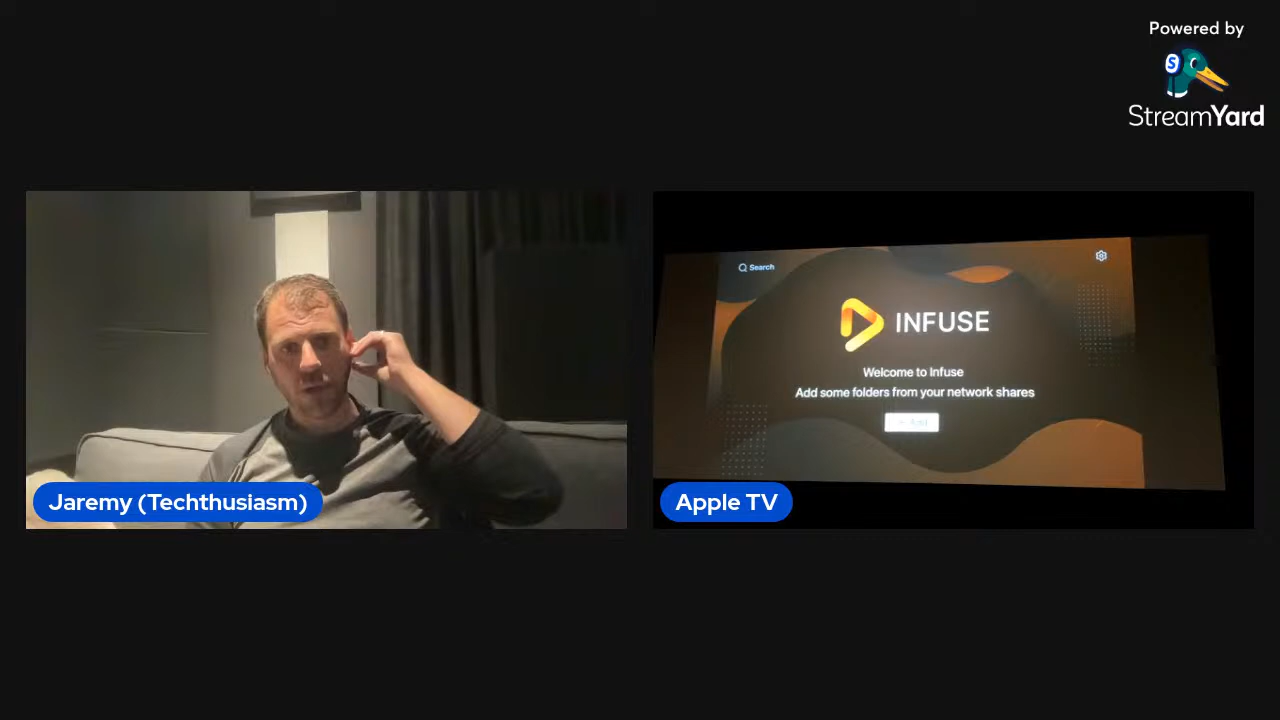 Powered by
StreamYard
Search
INFUSE
Welcome to Infuse
Add some folders from your network shares
Jaremy (Techthusiasm)
Apple TV